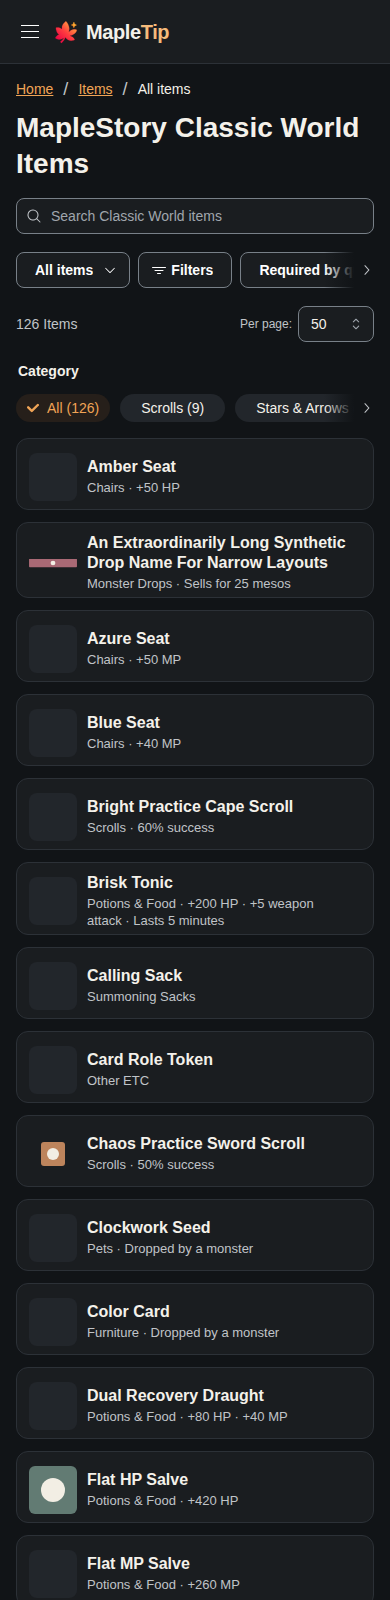 MapleTip
Home / Items / All items
MapleStory Classic World
Items
Search Classic World items
All items
Filters
Required by
126 Items
Per page: 50
Category
All (126)
Scrolls (9)
Stars & Arrows
Amber Seat
Chairs · +50 HP
An Extraordinarily Long Synthetic
Drop Name For Narrow Layouts
Monster Drops · Sells for 25 mesos
Azure Seat
Chairs · +50 MP
Blue Seat
Chairs · +40 MP
Bright Practice Cape Scroll
Scrolls · 60% success
Brisk Tonic
Potions & Food · +200 HP · +5 weapon
attack · Lasts 5 minutes
Calling Sack
Summoning Sacks
Card Role Token
Other ETC
Chaos Practice Sword Scroll
Scrolls · 50% success
Clockwork Seed
Pets · Dropped by a monster
Color Card
Furniture · Dropped by a monster
Dual Recovery Draught
Potions & Food · +80 HP · +40 MP
Flat HP Salve
Potions & Food · +420 HP
Flat MP Salve
Potions & Food · +260 MP